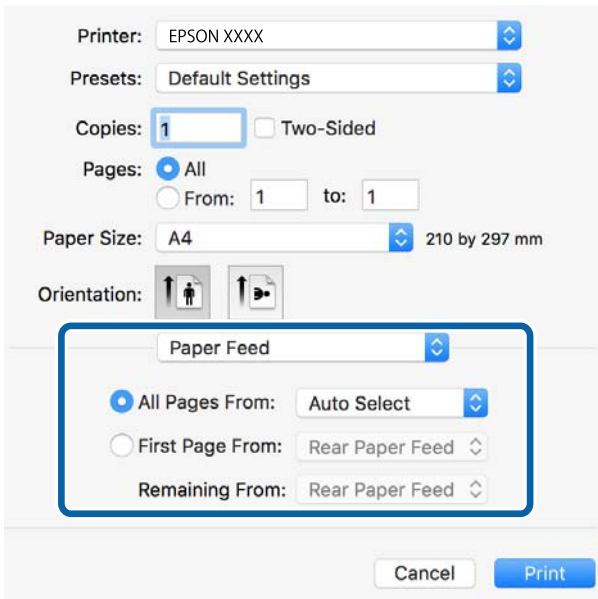 Printer: EPSON XXXX
Presets: Default Settings
Copies: 1 Two-Sided
Pages: All
From: 1 to: 1
Paper Size: A4 210 by 297 mm
Orientation:
Paper Feed
All Pages From: Auto Select
First Page From: Rear Paper Feed
Remaining From: Rear Paper Feed
Cancel Print